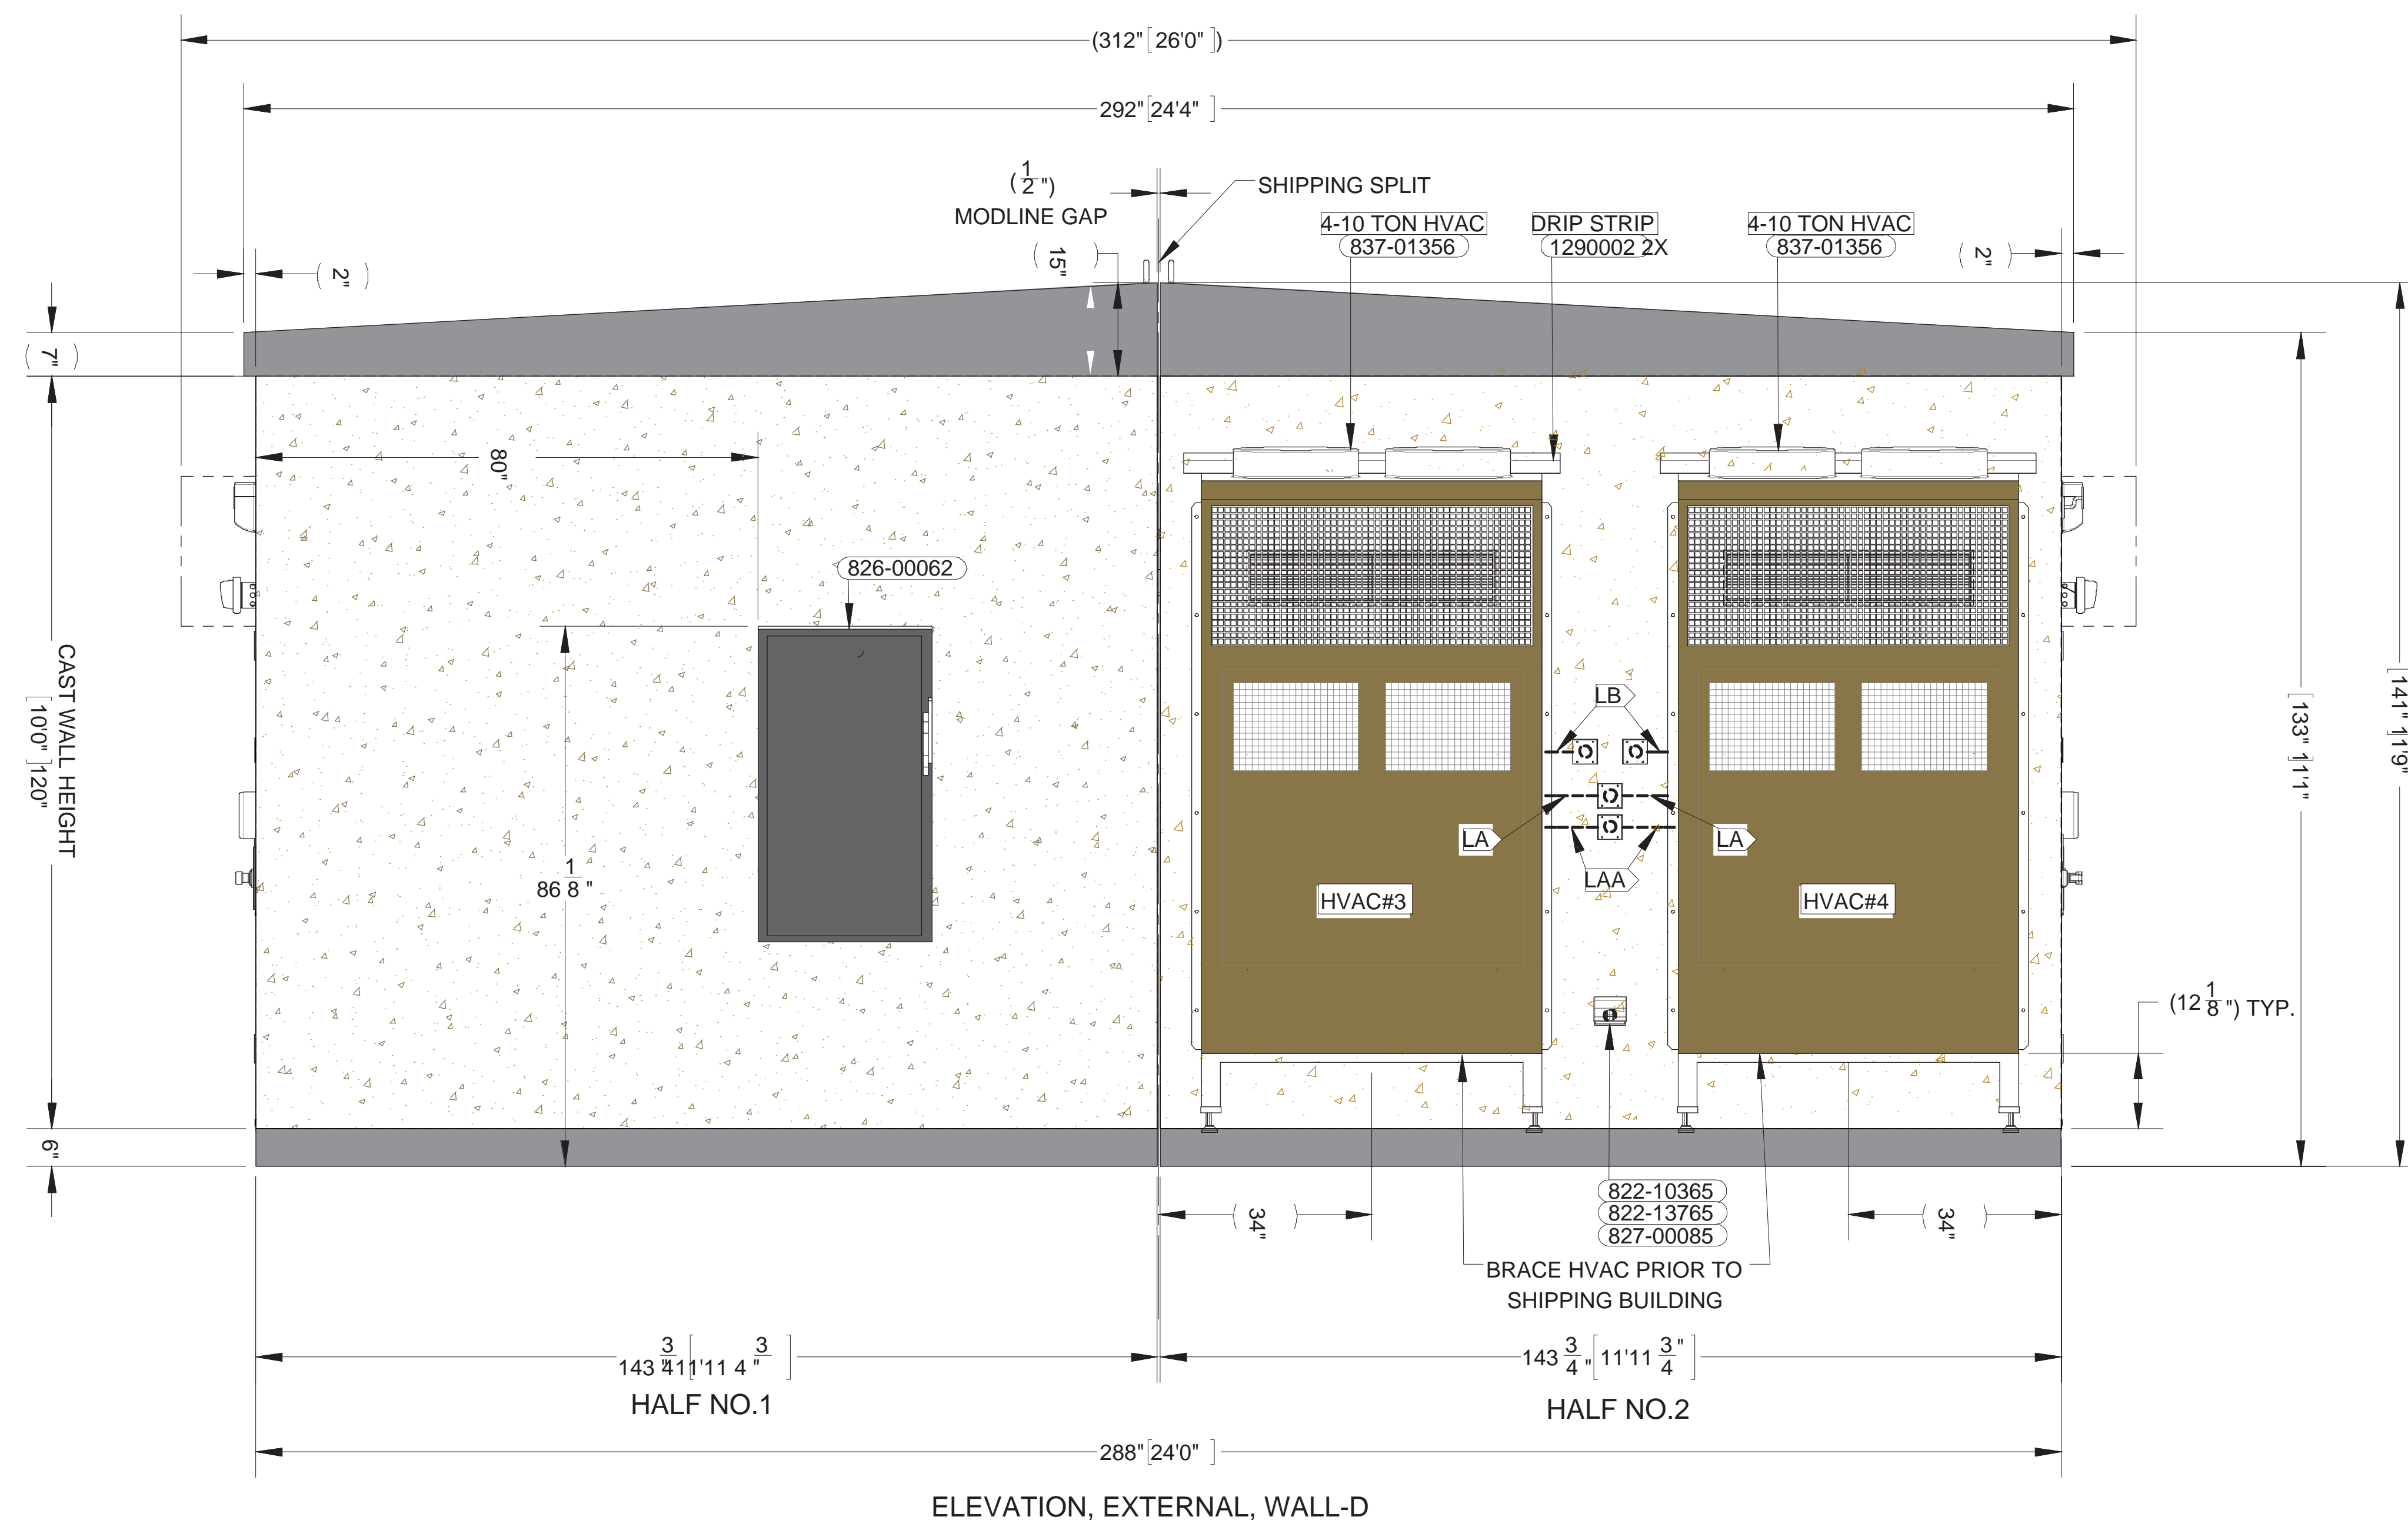 (312" [26'0"])
292" [24'4"]
(1/2")
MODLINE GAP
SHIPPING SPLIT
(15")
4-10 TON HVAC
837-01356
DRIP STRIP
1290002 2X
4-10 TON HVAC
837-01356
(2")
(2")
(7")
80"
826-00062
CAST WALL HEIGHT
[10'0"] 120"
86 1/8"
LB
LA
LA
LAA
HVAC#3
HVAC#4
[133" 11'1"]
141" 11'9"
(12 1/8") TYP.
6"
(34")
(34")
822-10365
822-13765
827-00085
BRACE HVAC PRIOR TO
SHIPPING BUILDING
143 3/4" [11'11 3/4"]
143 3/4" [11'11 3/4"]
HALF NO.1
HALF NO.2
288" [24'0"]
ELEVATION, EXTERNAL, WALL-D